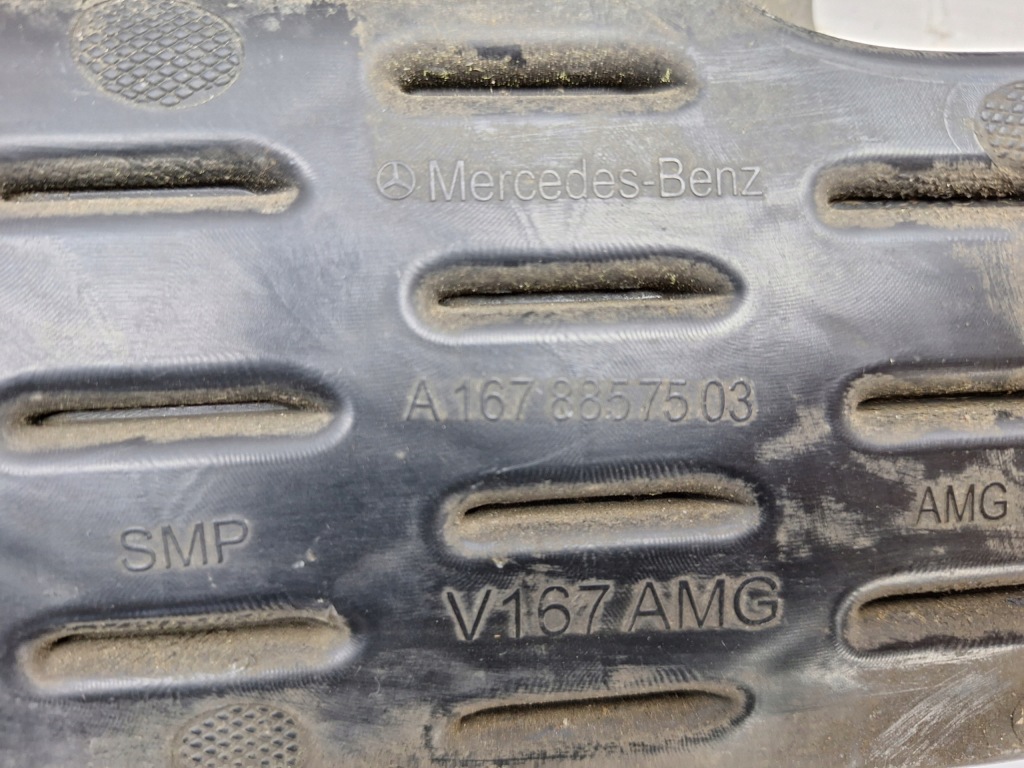 Mercedes-Benz
A 167 885 75 03
SMP
AMG
V167 AMG